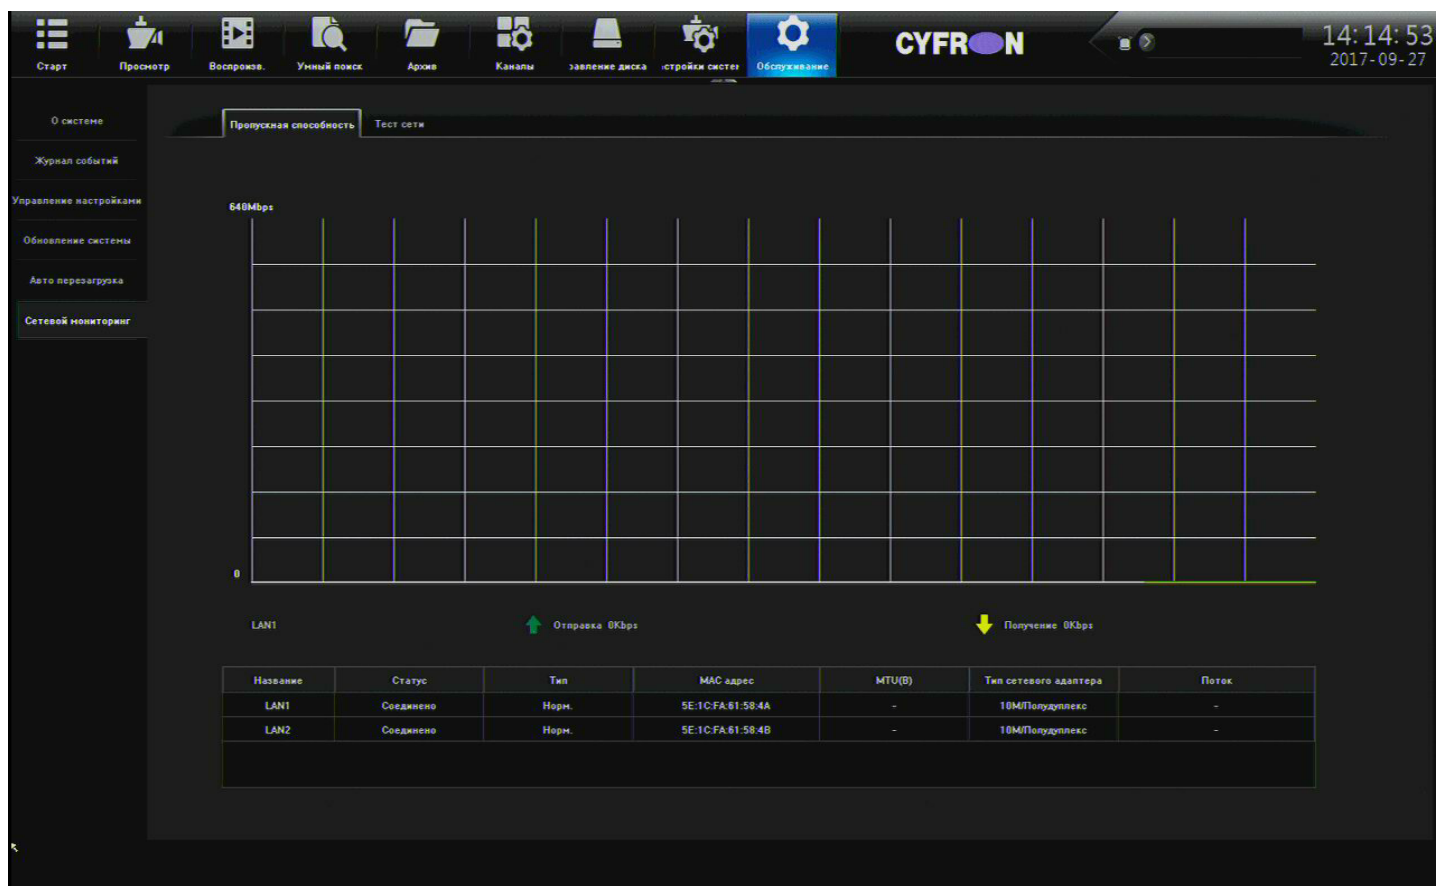 Старт Просмотр Воспроизв. Умный поиск Архив Каналы равление диска стройки систе Обслуживание CYFRON 14:14:53
2017-09-27
О системе
Журнал событий
Управление настройками
Обновление системы
Авто перезагрузка
Сетевой мониторинг
Пропускная способность Тест сети
640Mbps
0
LAN1 Отправка 0Kbps Получение 0Kbps
Название Статус Тип MAC адрес MTU(B) Тип сетевого адаптера Поток
LAN1 Соединено Норм. 5E:1C:FA:61:58:4A - 10М/Полудуплекс -
LAN2 Соединено Норм. 5E:1C:FA:61:58:4B - 10М/Полудуплекс -